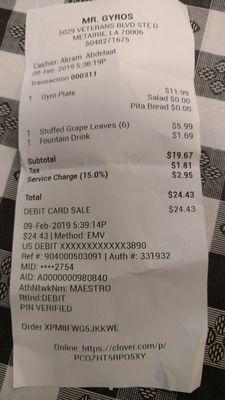 MR. GYROS
5029 VETERANS BLVD STE D
METAIRIE, LA 70006
5048271675
Cashier: Akram Abdelaat
09-Feb-2019 5:38:19P
Transaction 000311
1 Gyro Plate $11.99
Salad $0.00
Pita Bread $0.00
1 Stuffed Grape Leaves (6) $5.99
1 Fountain Drink $1.69
Subtotal $19.67
Tax $1.81
Service Charge (15.0%) $2.95
Total $24.43
DEBIT CARD SALE $24.43
09-Feb-2019 5:39:14P
$24.43 | Method: EMV
US DEBIT XXXXXXXXXXXX3890
Ref #: 904000503091 | Auth #: 331932
MID: ••••2754
AID: A0000000980840
AthNtwkNm: MAESTRO
RtInd:DEBIT
PIN VERIFIED
Order XPM8FWG5JKKWE
Online: https://clover.com/p/
PCQZHT5RPQ5XY